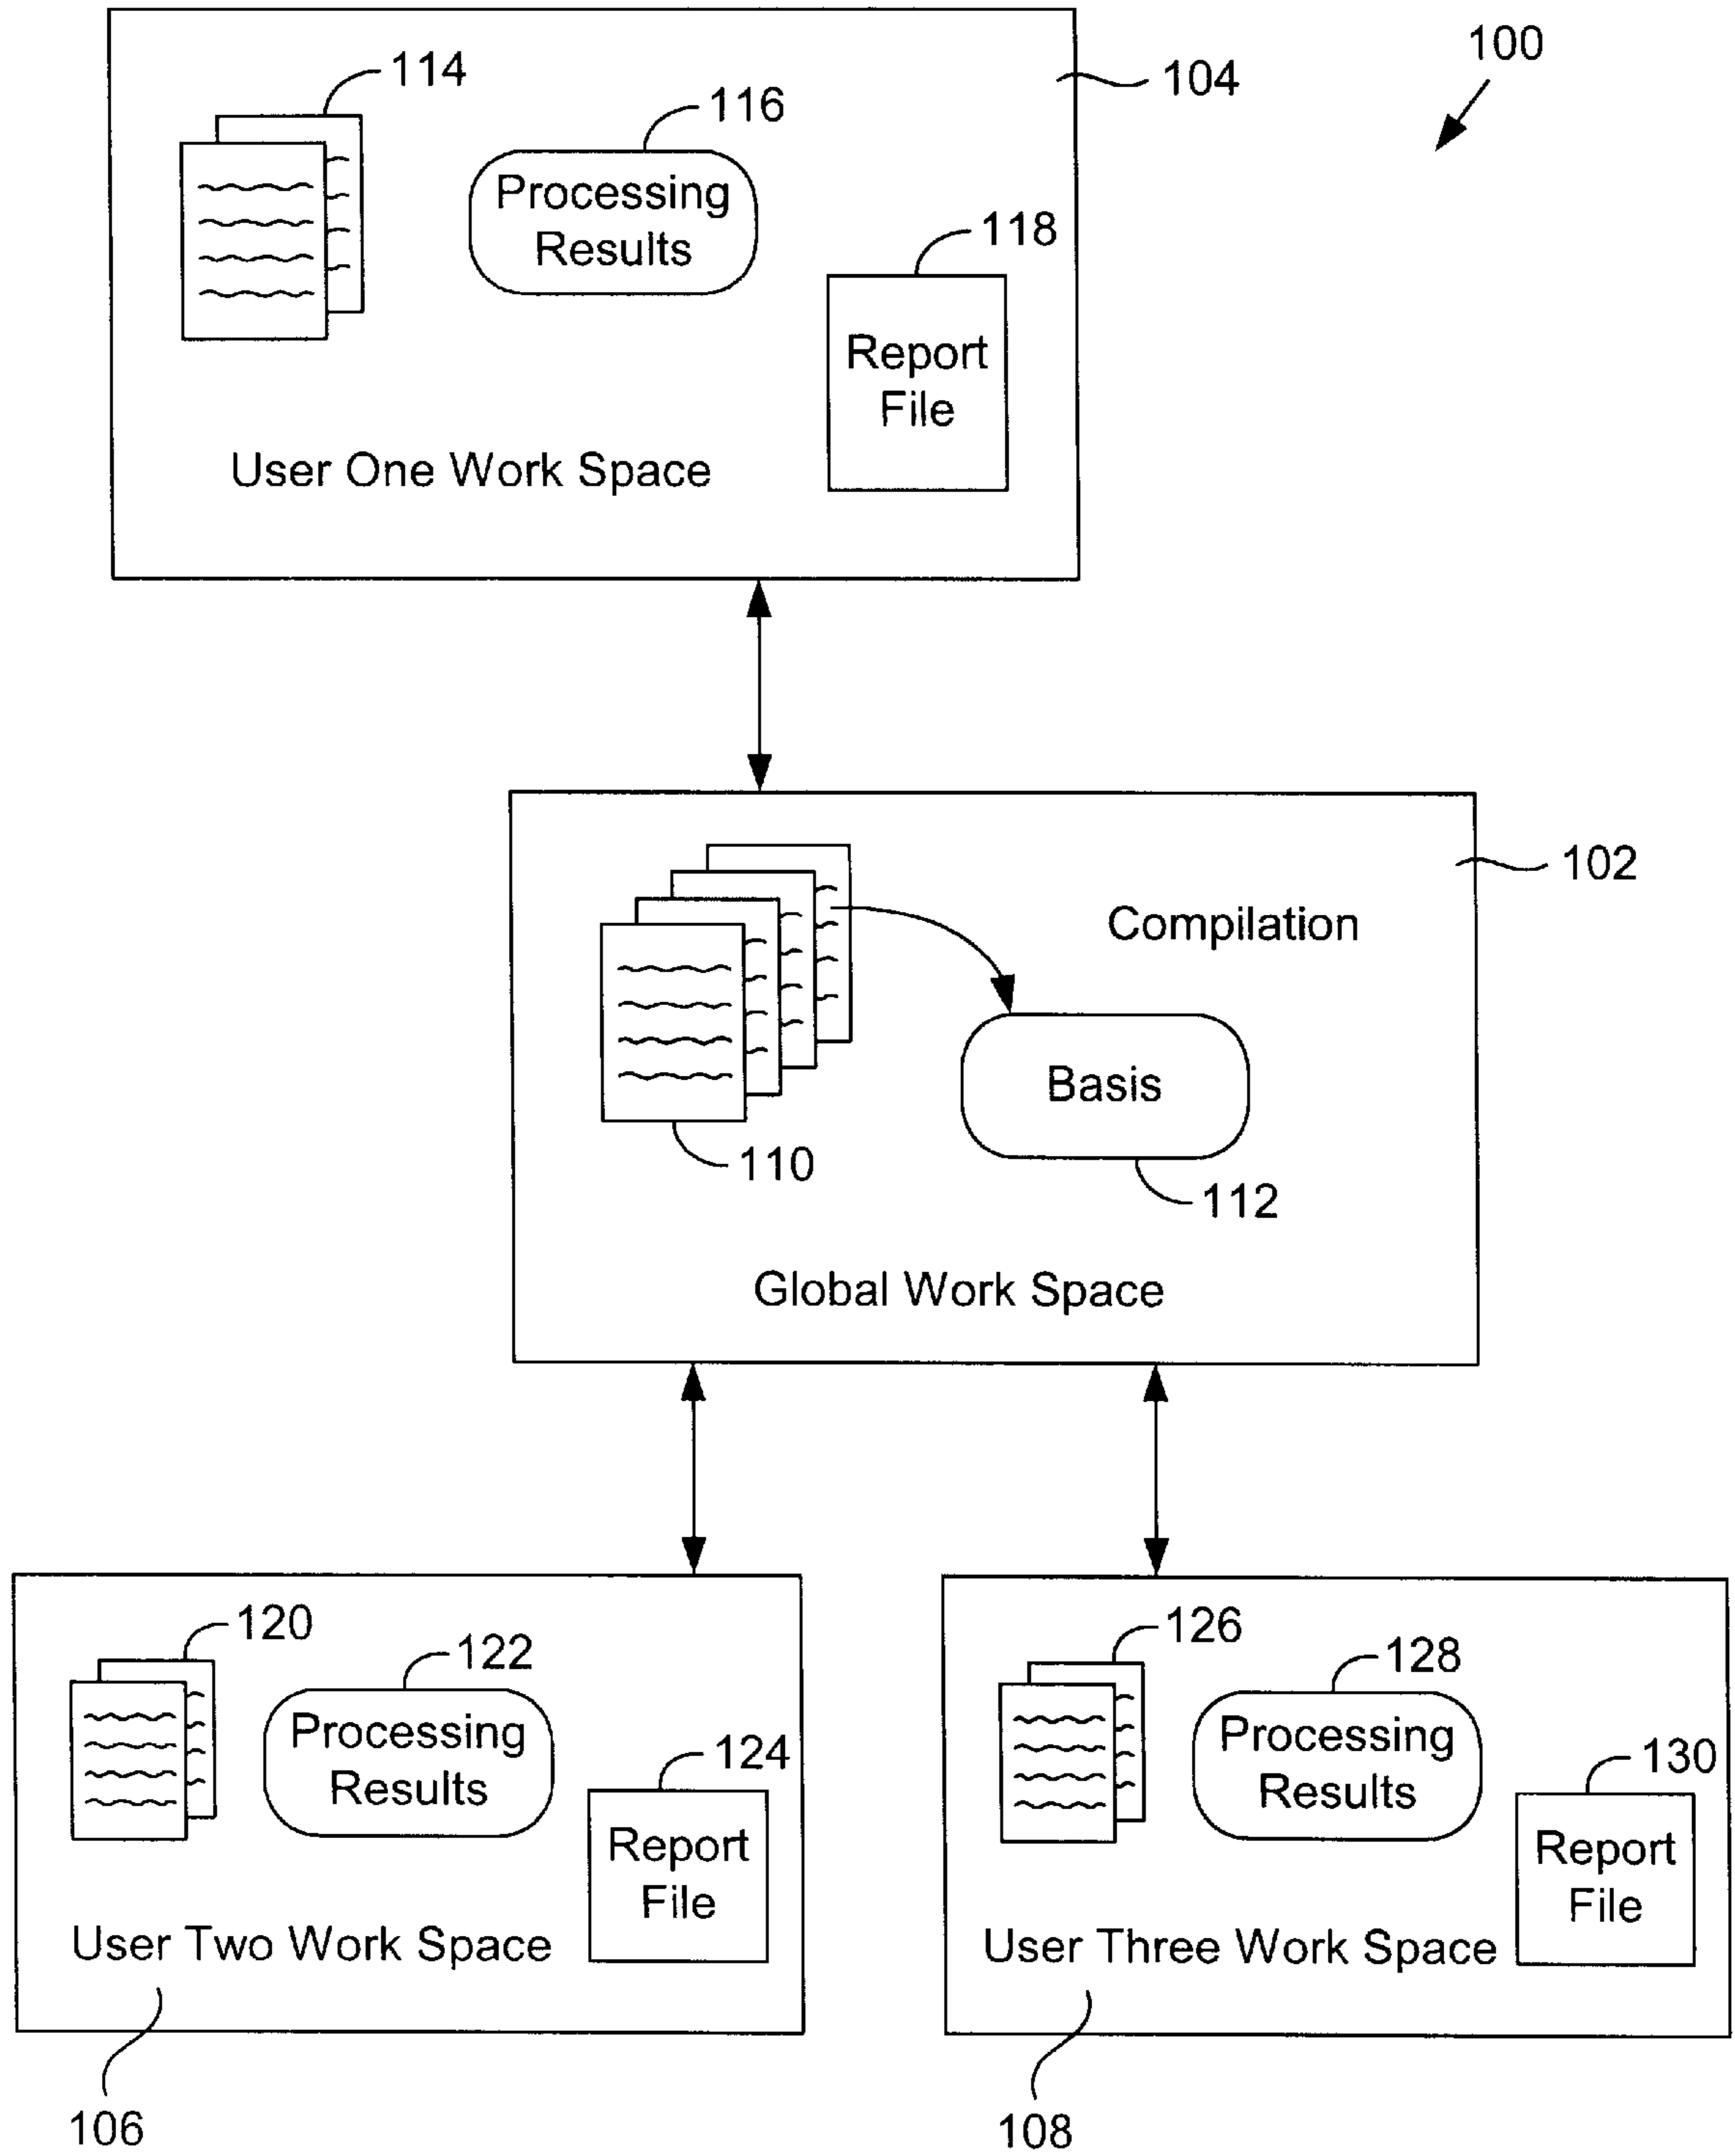 100
104
114
116
Processing
Results
118
Report
File
User One Work Space
102
Compilation
Basis
110
112
Global Work Space
120
122
Processing
Results
124
Report
File
User Two Work Space
106
126
128
Processing
Results
130
Report
File
User Three Work Space
108